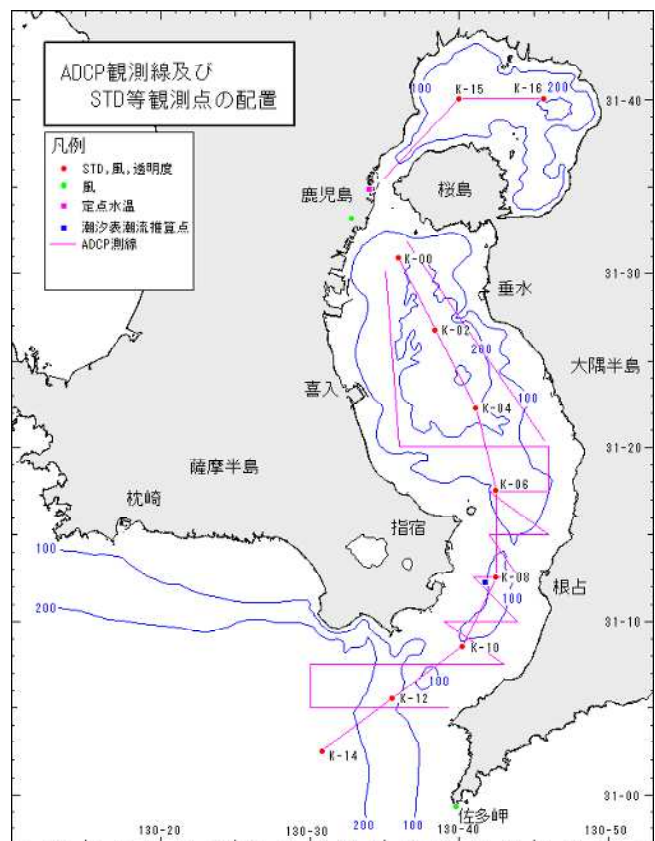 ADCP観測線及び
STD等観測点の配置
凡例
STD,風,透明度
風
定点水温
潮汐表潮流推算点
ADCP測線
100
K-15
K-16
200
31-40
鹿児島
桜島
K-00
垂水
31-30
K-02
200
大隅半島
喜入
100
K-04
31-20
薩摩半島
K-06
枕崎
指宿
100
K-08
根占
100
200
31-10
K-10
100
K-12
K-14
31-00
佐多岬
200
100
130-20
130-30
130-40
130-50